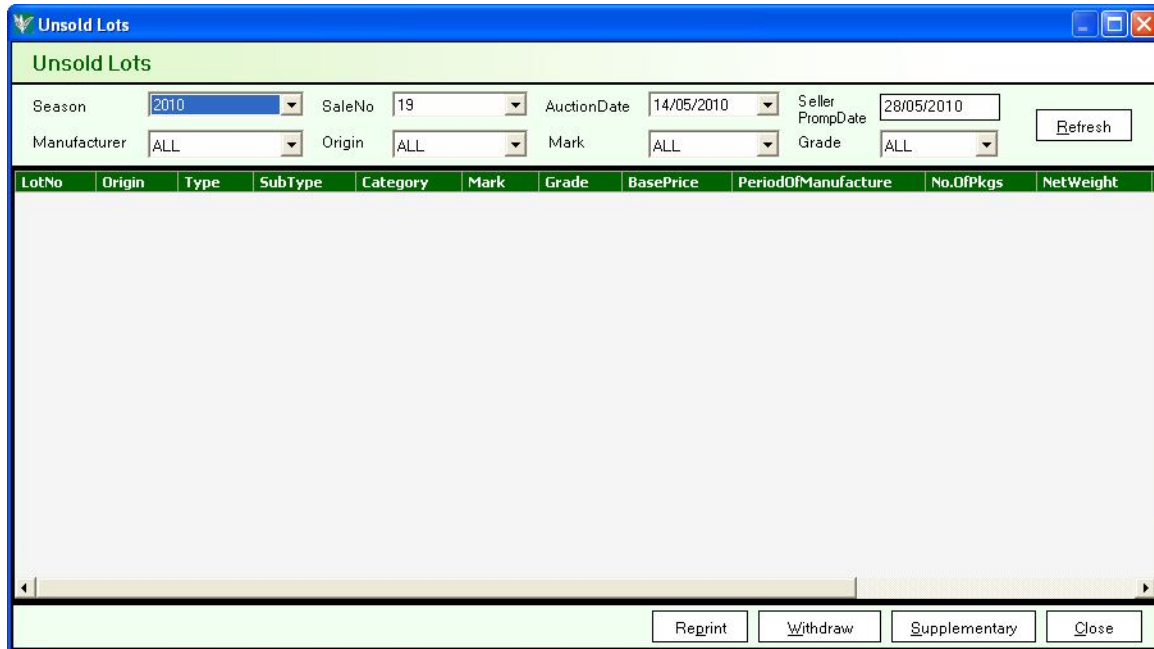 Unsold Lots
Unsold Lots
Season 2010 SaleNo 19 AuctionDate 14/05/2010 Seller PrompDate 28/05/2010
Refresh
Manufacturer ALL Origin ALL Mark ALL Grade ALL
LotNo Origin Type SubType Category Mark Grade BasePrice PeriodOfManufacture No.OfPkgs NetWeight
Reprint Withdraw Supplementary Close